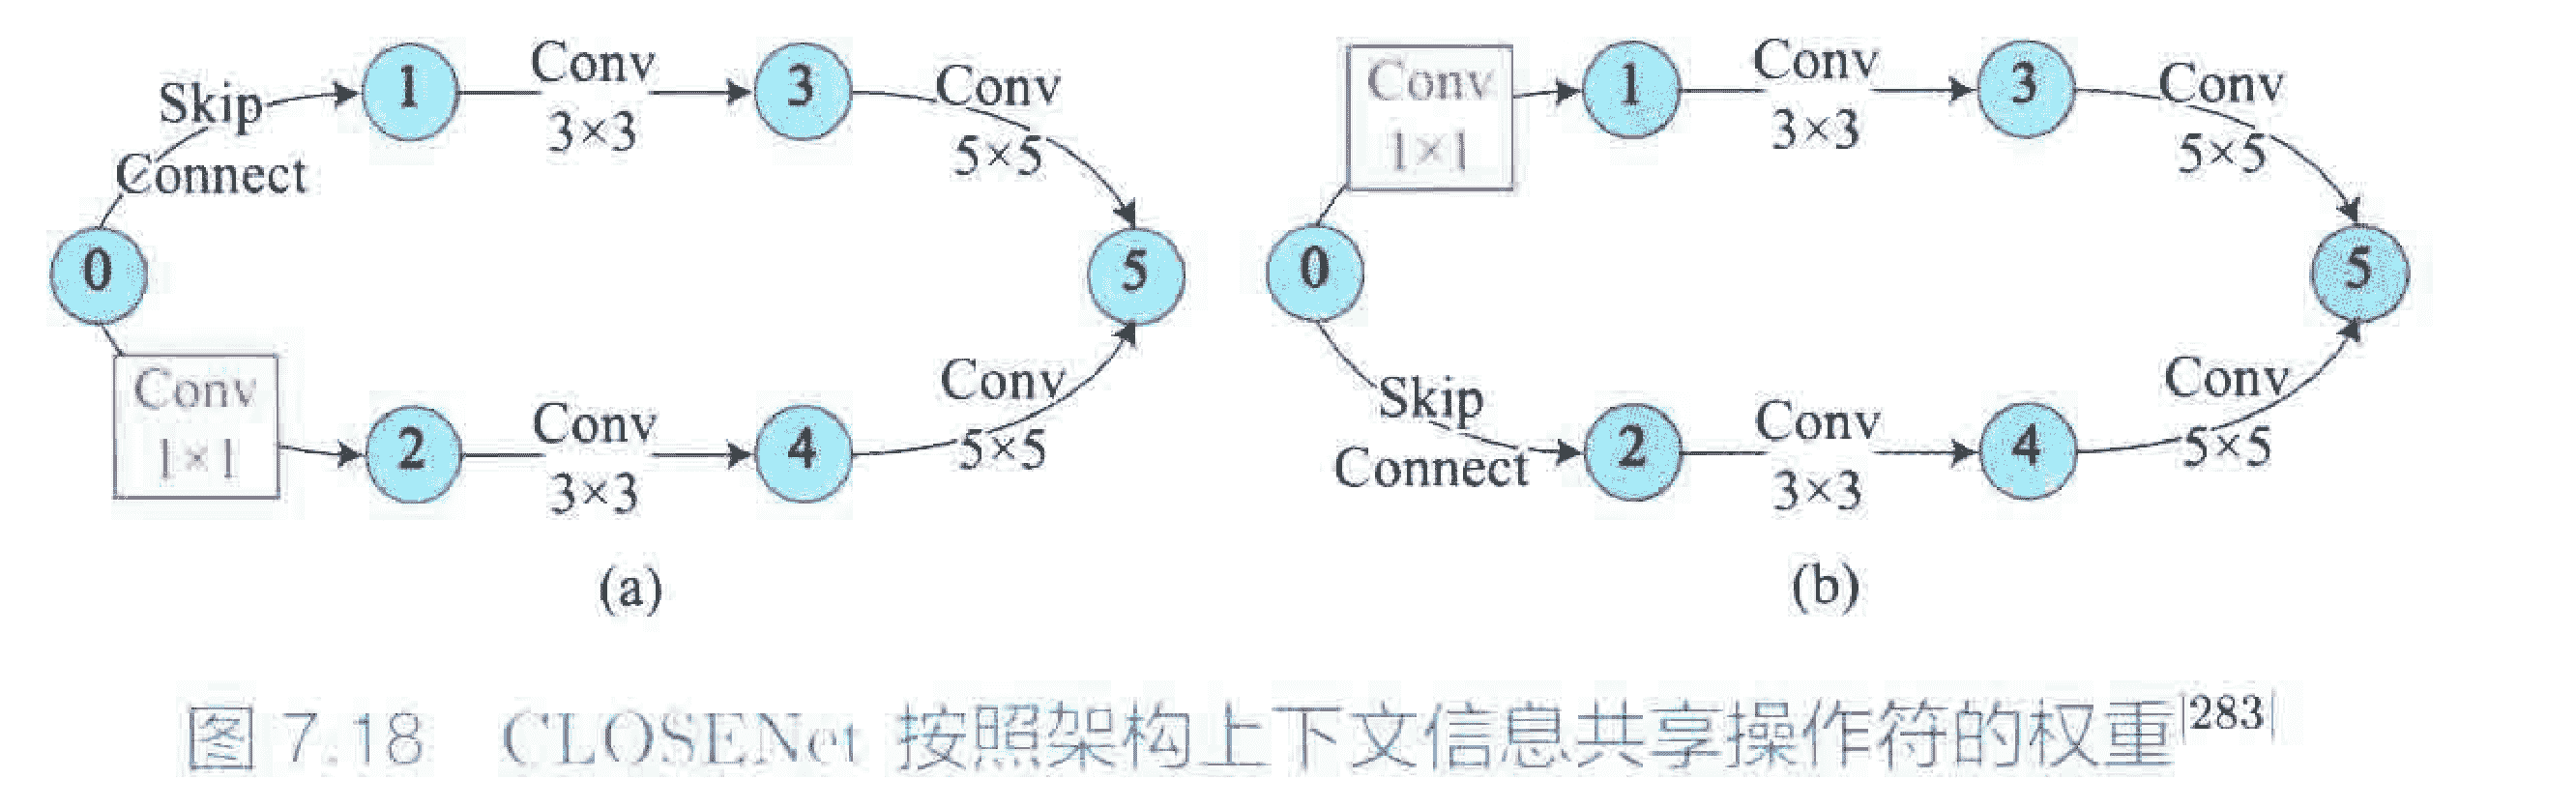 Conv
Skip
Connect
1
Conv
3×3
3
Conv
5×5
0
5
Conv
1×1
2
Conv
3×3
4
Conv
5×5
(a)
Conv
1×1
1
Conv
3×3
3
Conv
5×5
0
5
Skip
Connect
2
Conv
3×3
4
Conv
5×5
(b)
图 7.18 CLOSENet 按照架构上下文信息共享操作符的权重[283]